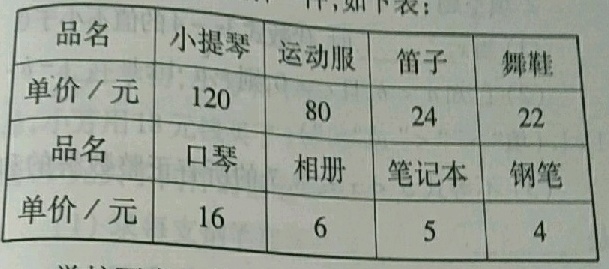 件,如下表:
品名 小提琴 运动服 笛子 舞鞋
单价/元 120 80 24 22
品名 口琴 相册 笔记本 钢笔
单价/元 16 6 5 4